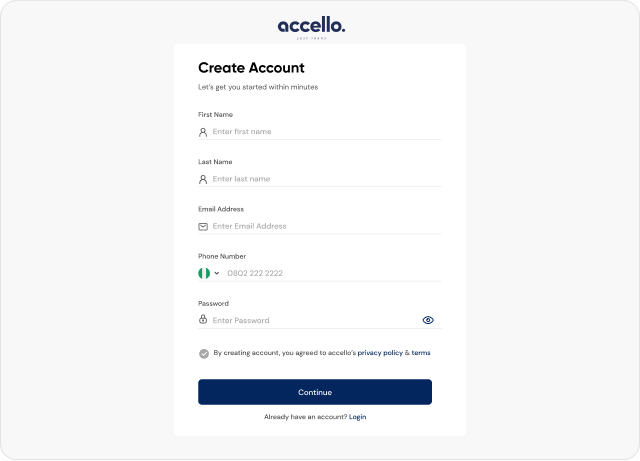 accello.
Create Account
Let's get you started within minutes
First Name
Enter first name
Last Name
Enter last name
Email Address
Enter Email Address
Phone Number
0802 222 2222
Password
Enter Password
By creating account, you agreed to accello's privacy policy & terms
Continue
Already have an account? Login